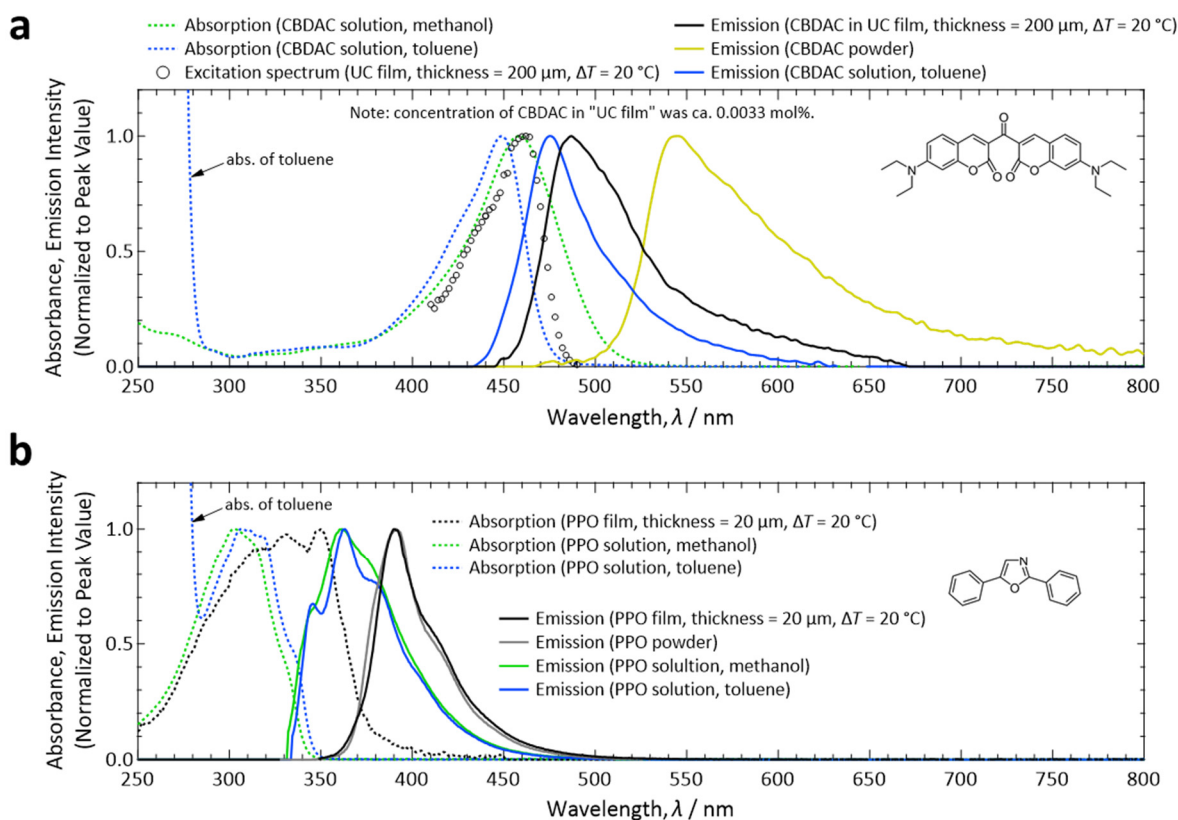 a
Absorption (CBDAC solution, methanol)
Absorption (CBDAC solution, toluene)
Excitation spectrum (UC film, thickness = 200 μm, ΔT = 20 °C)
Emission (CBDAC in UC film, thickness = 200 μm, ΔT = 20 °C)
Emission (CBDAC powder)
Emission (CBDAC solution, toluene)
Note: concentration of CBDAC in "UC film" was ca. 0.0033 mol%.
abs. of toluene
Absorbance, Emission Intensity
(Normalized to Peak Value)
1.0
0.5
0.0
O
N O O O O N
250 300 350 400 450 500 550 600 650 700 750 800
Wavelength, λ / nm
b
abs. of toluene
Absorption (PPO film, thickness = 20 μm, ΔT = 20 °C)
Absorption (PPO solution, methanol)
Absorption (PPO solution, toluene)
Emission (PPO film, thickness = 20 μm, ΔT = 20 °C)
Emission (PPO powder)
Emission (PPO solultion, methanol)
Emission (PPO solution, toluene)
N
O
Absorbance, Emission Intensity
(Normalized to Peak Value)
1.0
0.5
0.0
250 300 350 400 450 500 550 600 650 700 750 800
Wavelength, λ / nm